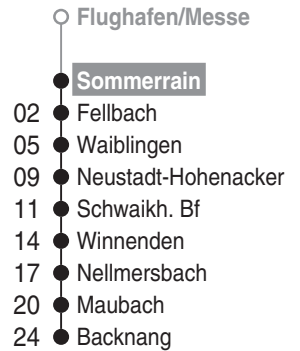 Flughafen/Messe
Sommerrain
02 Fellbach
05 Waiblingen
09 Neustadt-Hohenacker
11 Schwaikh. Bf
14 Winnenden
17 Nellmersbach
20 Maubach
24 Backnang